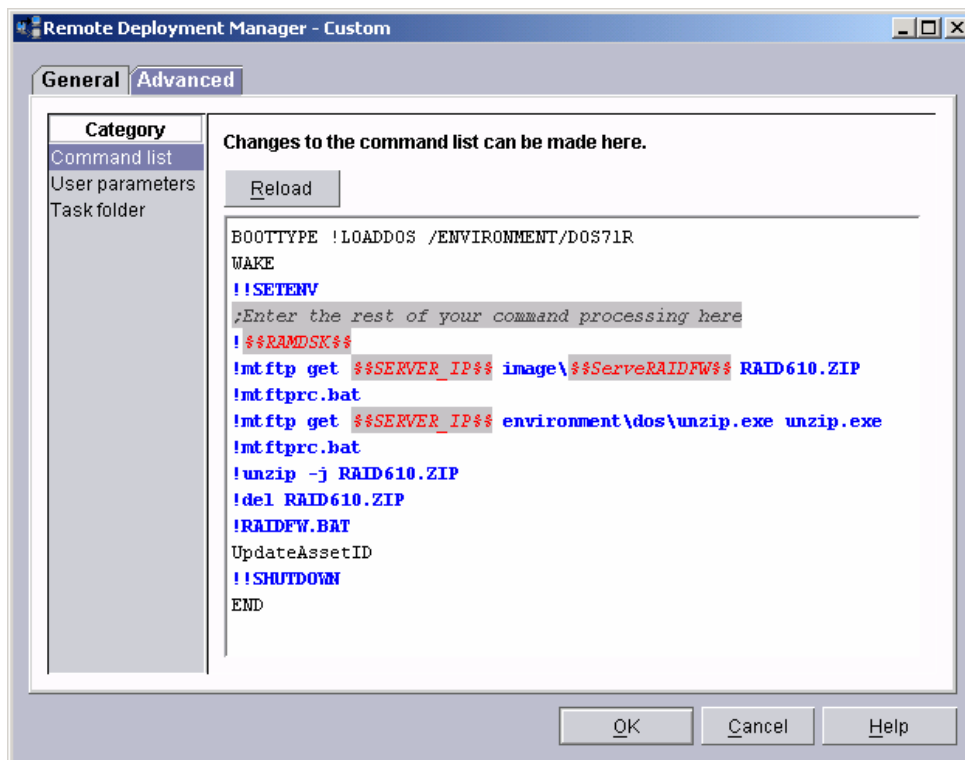 Remote Deployment Manager - Custom
General Advanced
Category
Command list
User parameters
Task folder
Changes to the command list can be made here.
Reload
BOOTTYPE !LOADDOS /ENVIRONMENT/DOS71R
WAKE
!!SETENV
;Enter the rest of your command processing here
!$$RAMDSK$$
!mtftp get $$SERVER_IP$$ image\$$ServeRAIDFW$$ RAID610.ZIP
!mtftprc.bat
!mtftp get $$SERVER_IP$$ environment\dos\unzip.exe unzip.exe
!mtftprc.bat
!unzip -j RAID610.ZIP
!del RAID610.ZIP
!RAIDFW.BAT
UpdateAssetID
!!SHUTDOWN
END
OK Cancel Help